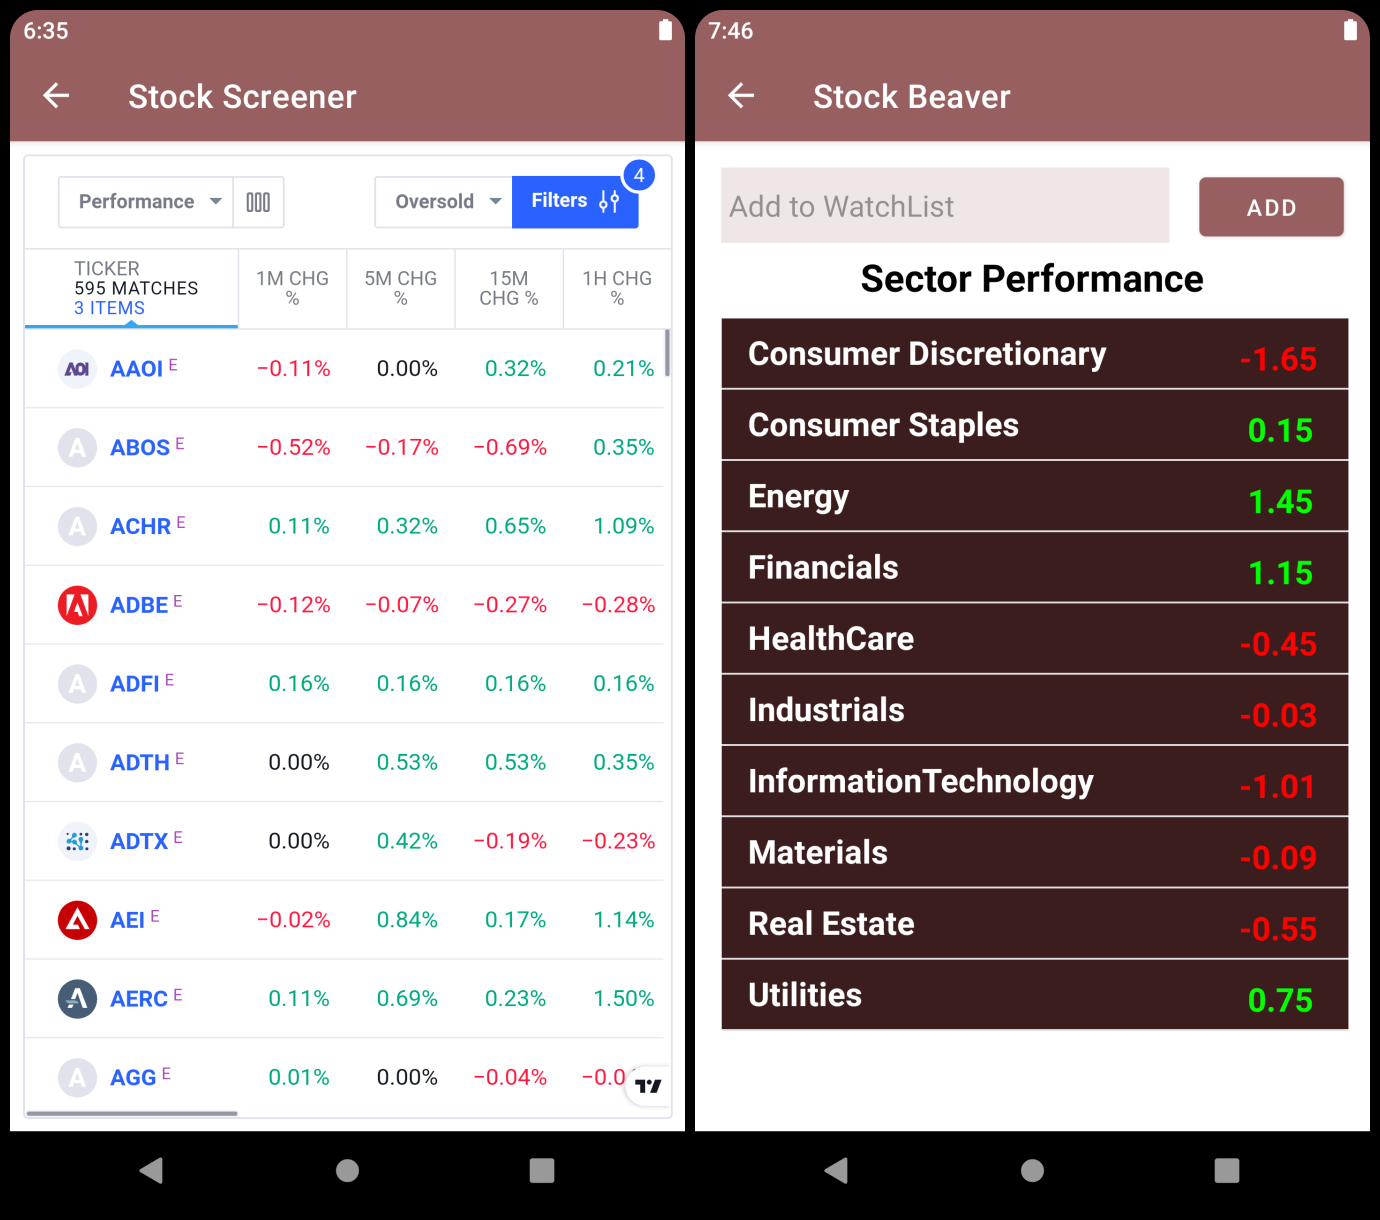 6:35
Stock Screener
4
Performance
Oversold
Filters
TICKER
595 MATCHES
3 ITEMS
1M CHG %
5M CHG %
15M CHG %
1H CHG %
AOI AAOI E −0.11% 0.00% 0.32% 0.21%
A ABOS E −0.52% −0.17% −0.69% 0.35%
A ACHR E 0.11% 0.32% 0.65% 1.09%
ADBE E −0.12% −0.07% −0.27% −0.28%
A ADFI E 0.16% 0.16% 0.16% 0.16%
A ADTH E 0.00% 0.53% 0.53% 0.35%
ADTX E 0.00% 0.42% −0.19% −0.23%
AEI E −0.02% 0.84% 0.17% 1.14%
AERC E 0.11% 0.69% 0.23% 1.50%
A AGG E 0.01% 0.00% −0.04%
7:46
Stock Beaver
Add to WatchList
ADD
Sector Performance
Consumer Discretionary -1.65
Consumer Staples 0.15
Energy 1.45
Financials 1.15
HealthCare -0.45
Industrials -0.03
InformationTechnology -1.01
Materials -0.09
Real Estate -0.55
Utilities 0.75